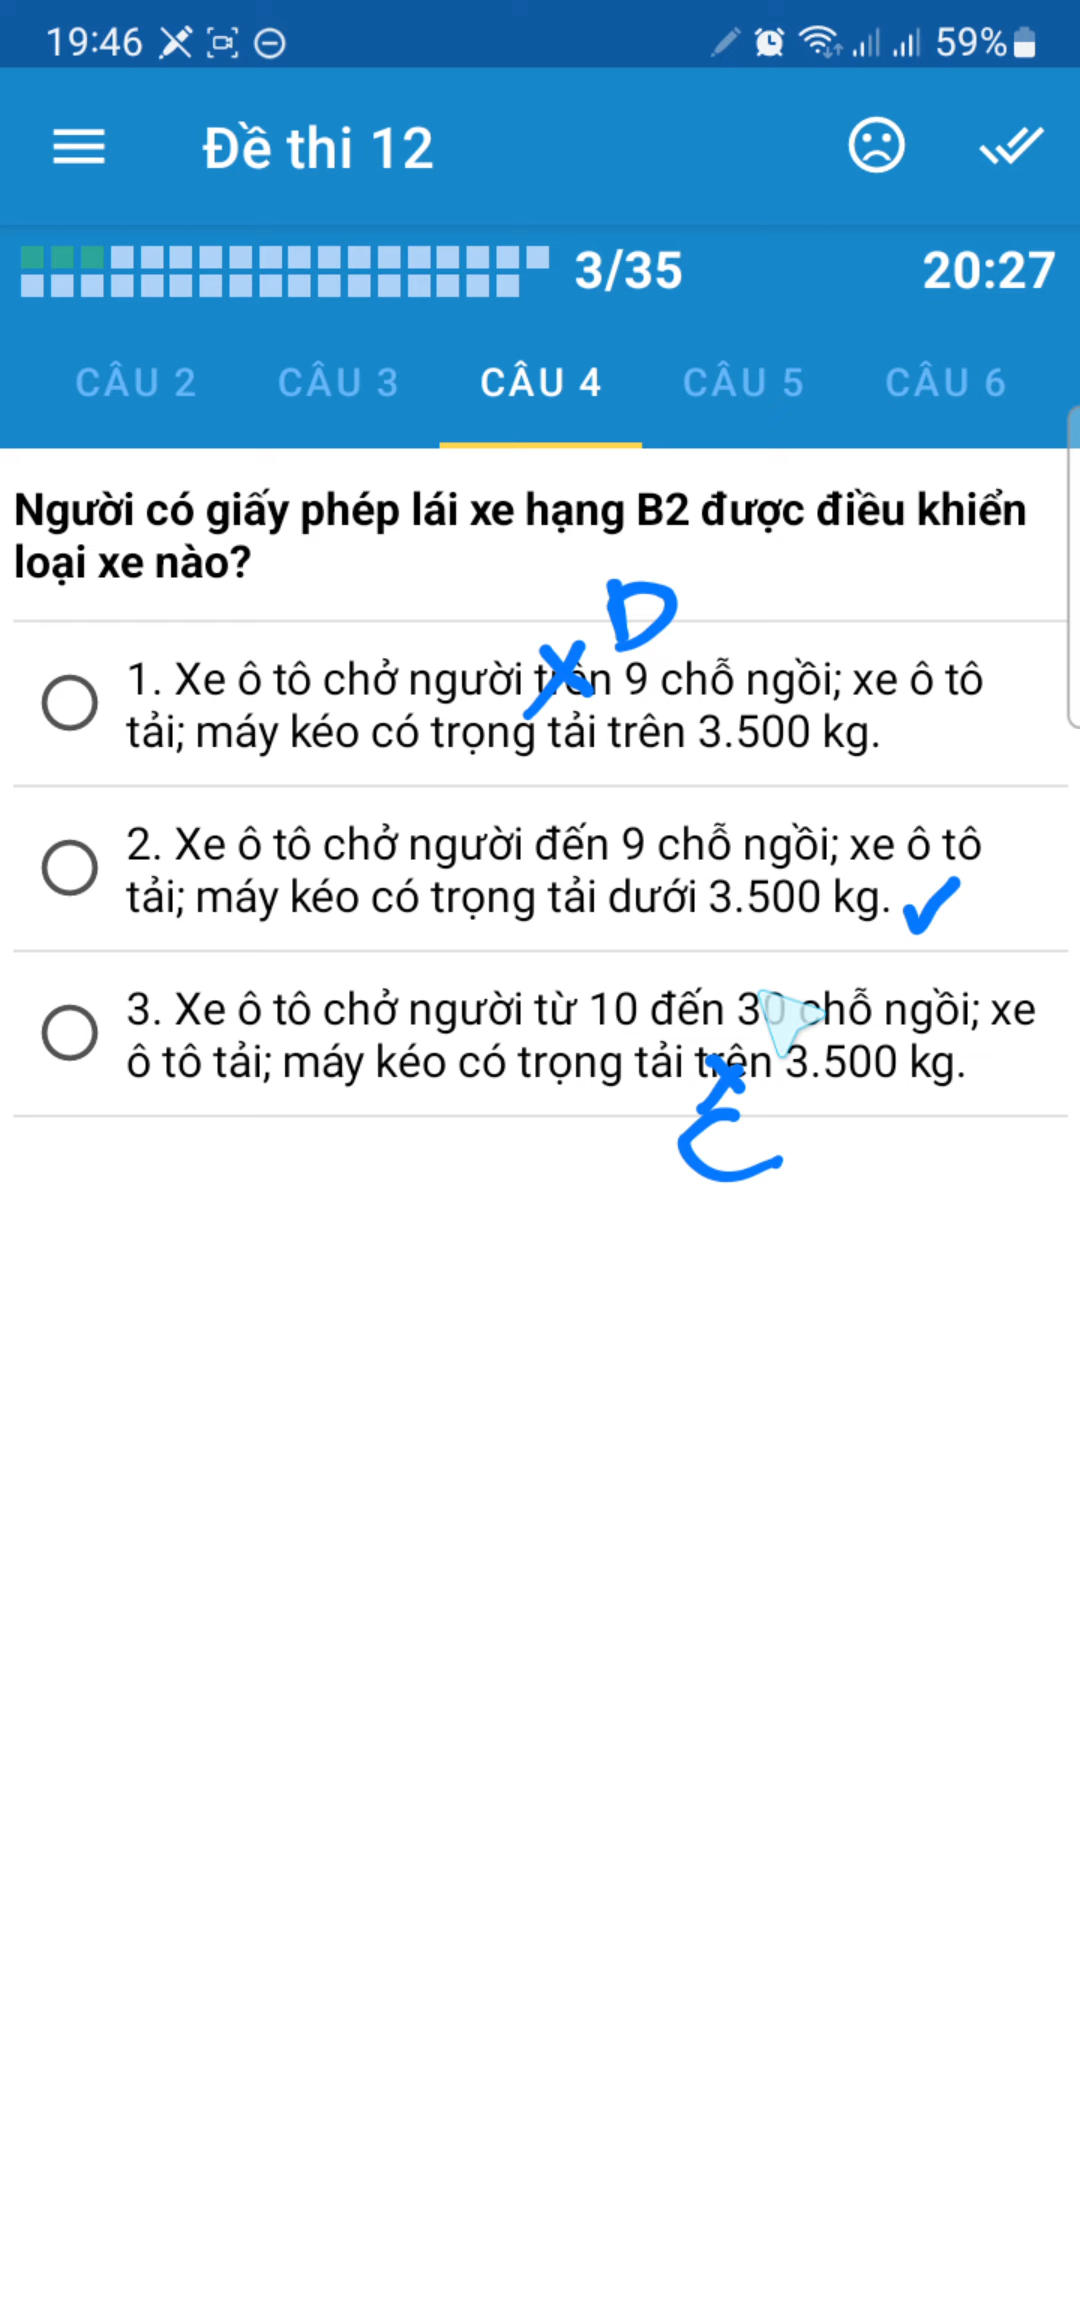 19:46 59%
Đề thi 12
3/35 20:27
CÂU 2 CÂU 3 CÂU 4 CÂU 5 CÂU 6
Người có giấy phép lái xe hạng B2 được điều khiển
loại xe nào?
D
1. Xe ô tô chở người trên 9 chỗ ngồi; xe ô tô
tải; máy kéo có trọng tải trên 3.500 kg.
2. Xe ô tô chở người đến 9 chỗ ngồi; xe ô tô
tải; máy kéo có trọng tải dưới 3.500 kg.
3. Xe ô tô chở người từ 10 đến 30 chỗ ngồi; xe
ô tô tải; máy kéo có trọng tải trên 3.500 kg.
C